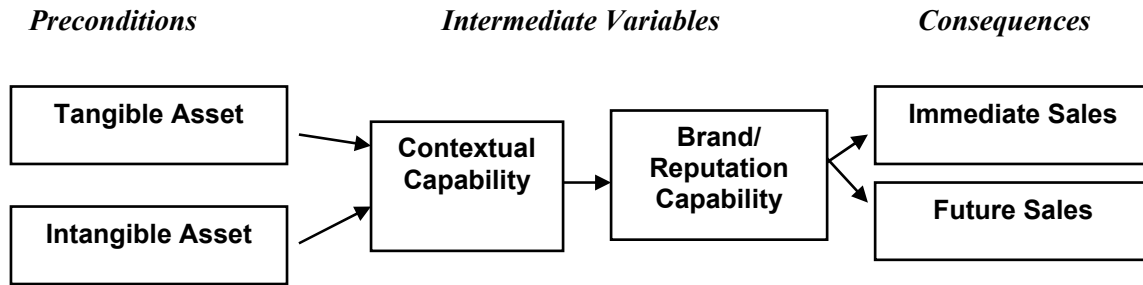 Preconditions
Intermediate Variables
Consequences
Tangible Asset
Intangible Asset
Contextual
Capability
Brand/
Reputation
Capability
Immediate Sales
Future Sales